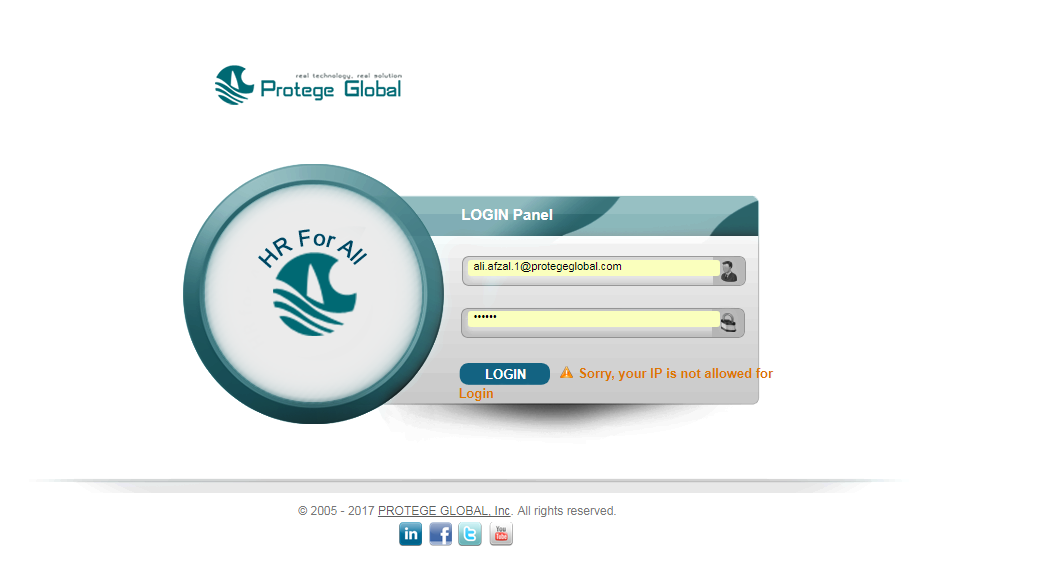 real technology, real solution
Protege Global
LOGIN Panel
HR For All
ali.afzal.1@protegeglobal.com
••••••
LOGIN
Sorry, your IP is not allowed for
Login
© 2005 - 2017 PROTEGE GLOBAL, Inc. All rights reserved.
in f t You Tube